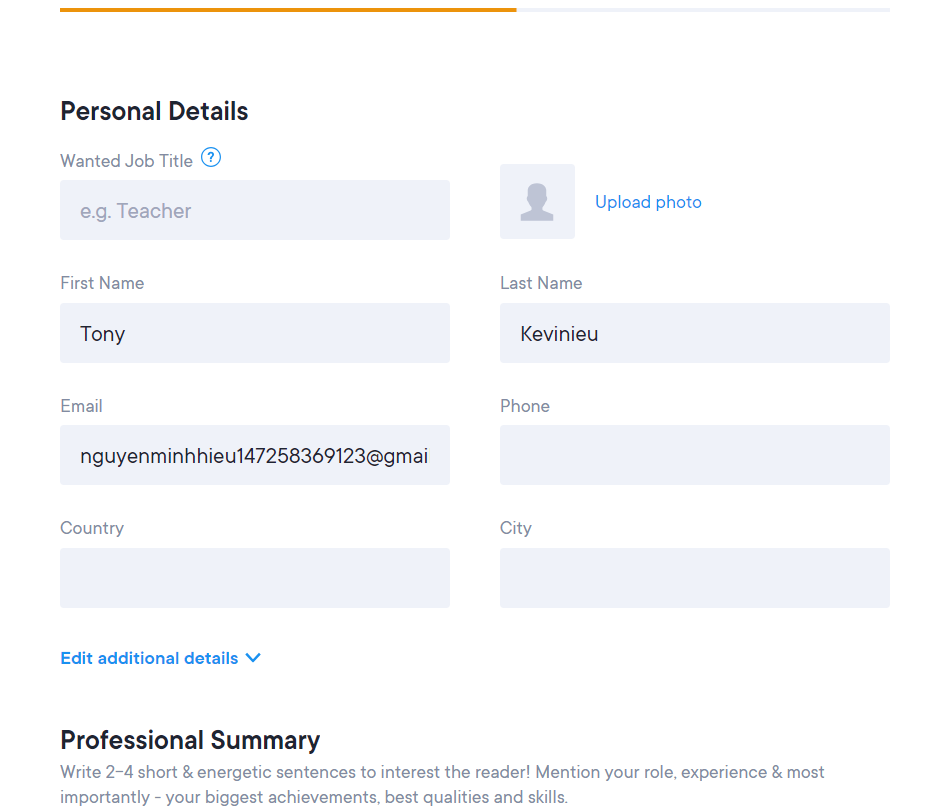 Personal Details
Wanted Job Title ?
e.g. Teacher
Upload photo
First Name
Last Name
Tony
Kevinieu
Email
Phone
nguyenminhhieu147258369123@gmai
Country
City
Edit additional details
Professional Summary
Write 2-4 short & energetic sentences to interest the reader! Mention your role, experience & most
importantly - your biggest achievements, best qualities and skills.